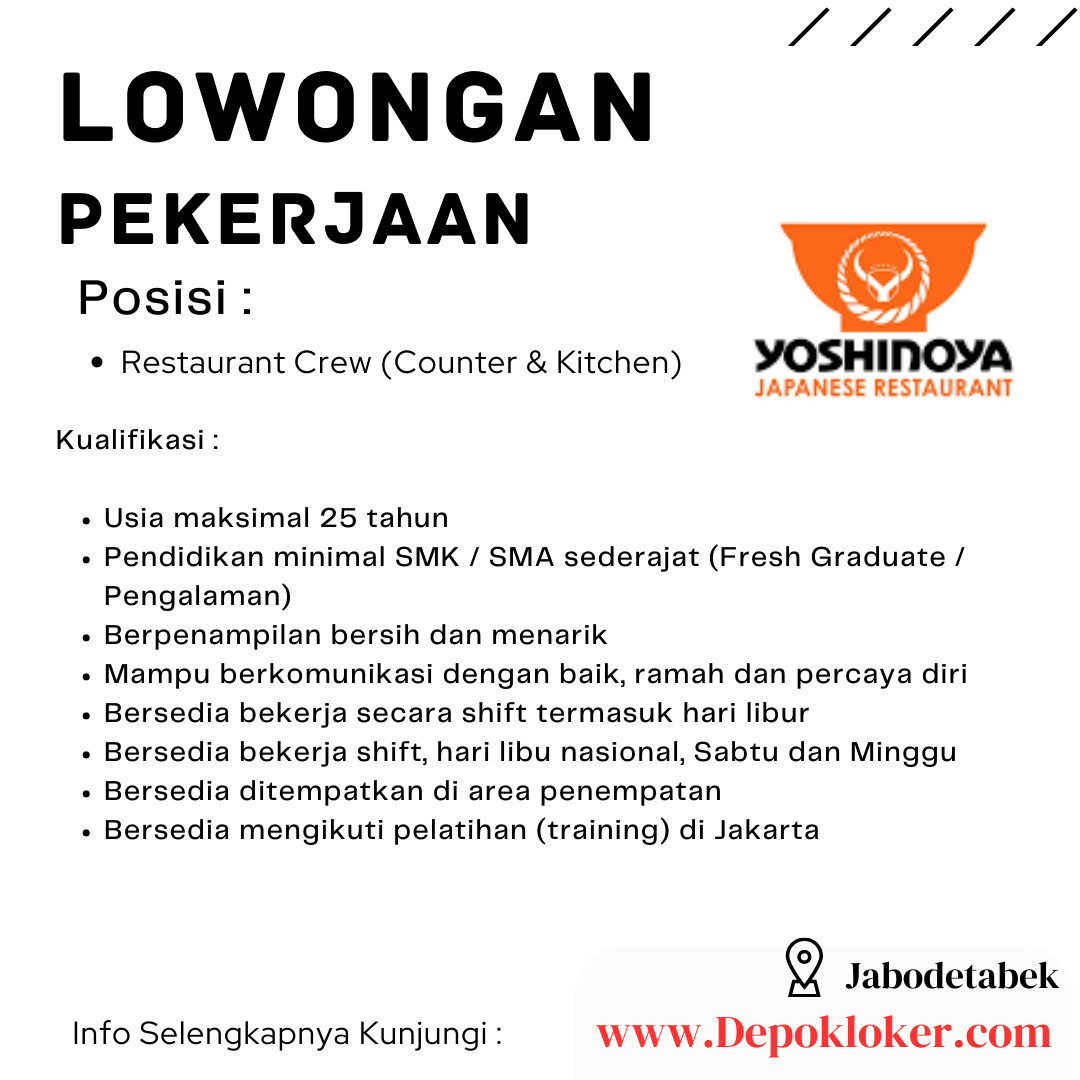 LOWONGAN
PEKERJAAN
Posisi :
• Restaurant Crew (Counter & Kitchen)
YOSHINOYA
JAPANESE RESTAURANT
Kualifikasi :
• Usia maksimal 25 tahun
• Pendidikan minimal SMK / SMA sederajat (Fresh Graduate /
Pengalaman)
• Berpenampilan bersih dan menarik
• Mampu berkomunikasi dengan baik, ramah dan percaya diri
• Bersedia bekerja secara shift termasuk hari libur
• Bersedia bekerja shift, hari libu nasional, Sabtu dan Minggu
• Bersedia ditempatkan di area penempatan
• Bersedia mengikuti pelatihan (training) di Jakarta
Jabodetabek
Info Selengkapnya Kunjungi :
www.Depokloker.com